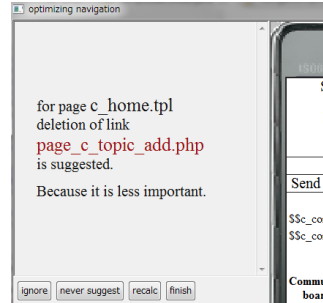 optimizing navigation
for page c_home.tpl
deletion of link
page_c_topic_add.php
is suggested.
Because it is less important.
ignore never suggest recalc finish
Send
$$c_co
$$c_co
Commu
boar